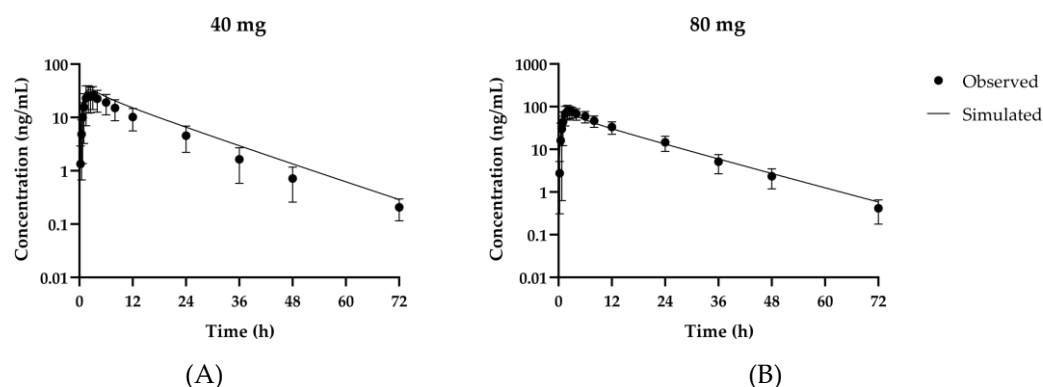 40 mg
80 mg
Concentration (ng/mL)
100
10
1
0.1
0.01
0 12 24 36 48 60 72
Time (h)
(A)
Concentration (ng/mL)
1000
100
10
1
0.1
0.01
0 12 24 36 48 60 72
Time (h)
(B)
Observed
Simulated